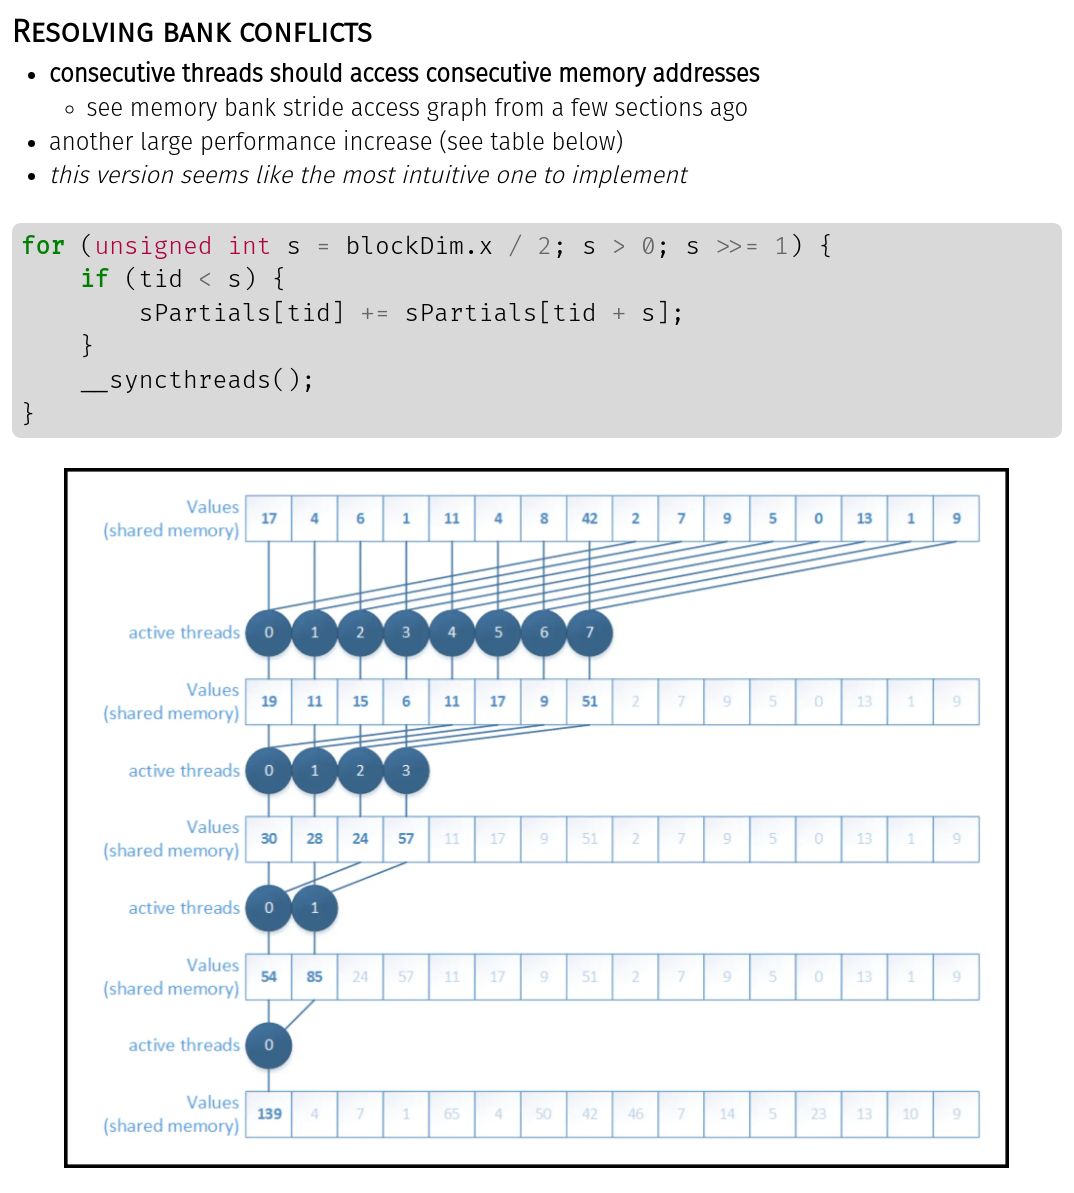 RESOLVING BANK CONFLICTS
• consecutive threads should access consecutive memory addresses
◦ see memory bank stride access graph from a few sections ago
• another large performance increase (see table below)
• this version seems like the most intuitive one to implement
for (unsigned int s = blockDim.x / 2; s > 0; s >>= 1) {
    if (tid < s) {
        sPartials[tid] += sPartials[tid + s];
    }
    __syncthreads();
}
Values
(shared memory)
17 4 6 1 11 4 8 42 2 7 9 5 0 13 1 9
active threads 0 1 2 3 4 5 6 7
Values
(shared memory)
19 11 15 6 11 17 9 51 2 7 9 5 0 13 1 9
active threads 0 1 2 3
Values
(shared memory)
30 28 24 57 11 17 9 51 2 7 9 5 0 13 1 9
active threads 0 1
Values
(shared memory)
54 85 24 57 11 17 9 51 2 7 9 5 0 13 1 9
active threads 0
Values
(shared memory)
139 4 7 1 65 4 50 42 46 7 14 5 23 13 10 9